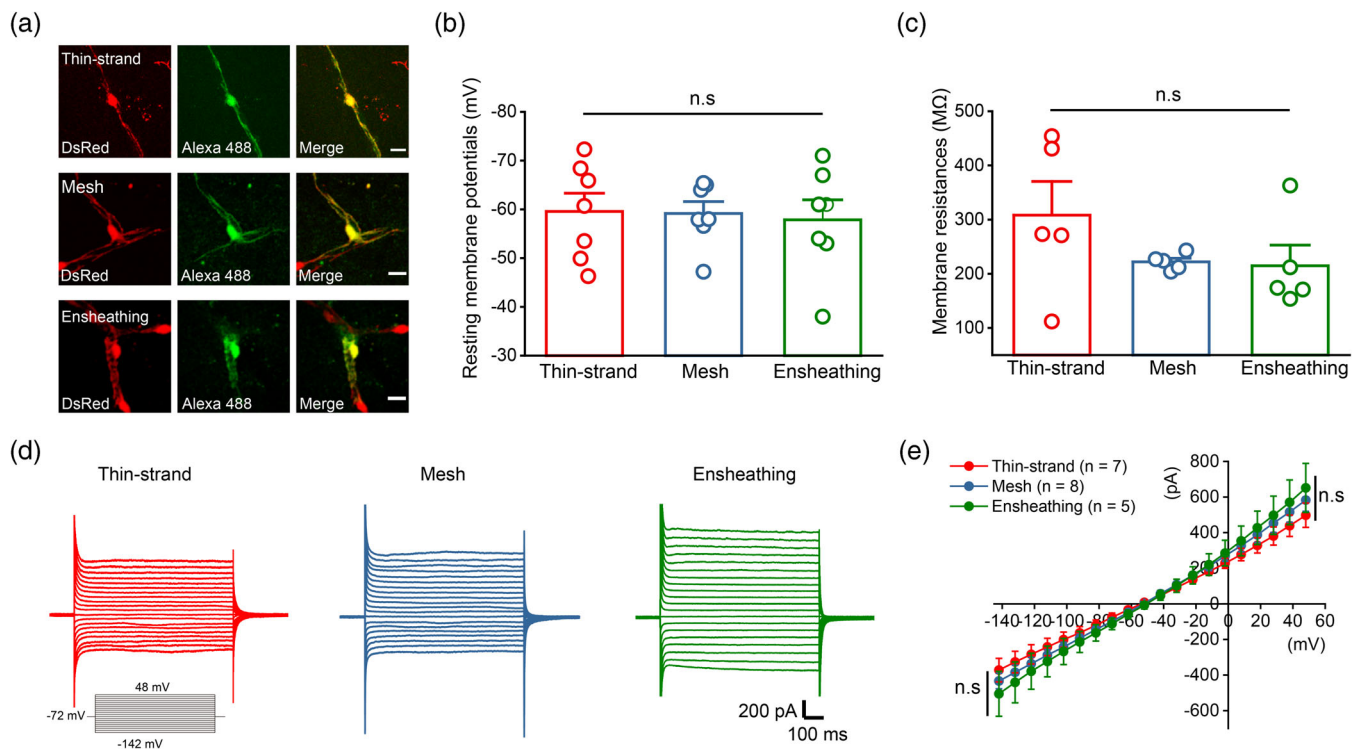 (a)
Thin-strand
DsRed
Alexa 488
Merge
Mesh
DsRed
Alexa 488
Merge
Ensheathing
DsRed
Alexa 488
Merge
(b)
Resting membrane potentials (mV)
-80
-70
-60
-50
-40
-30
n.s
Thin-strand
Mesh
Ensheathing
(c)
Membrane resistances (MΩ)
500
400
300
200
100
n.s
Thin-strand
Mesh
Ensheathing
(d)
Thin-strand
Mesh
Ensheathing
48 mV
-72 mV
-142 mV
200 pA
100 ms
(e)
Thin-strand (n = 7)
Mesh (n = 8)
Ensheathing (n = 5)
(pA)
800
600
400
200
n.s
-140 -120 -100 -80 -60 -40 -20 0 20 40 60
(mV)
-200
-400
-600
n.s